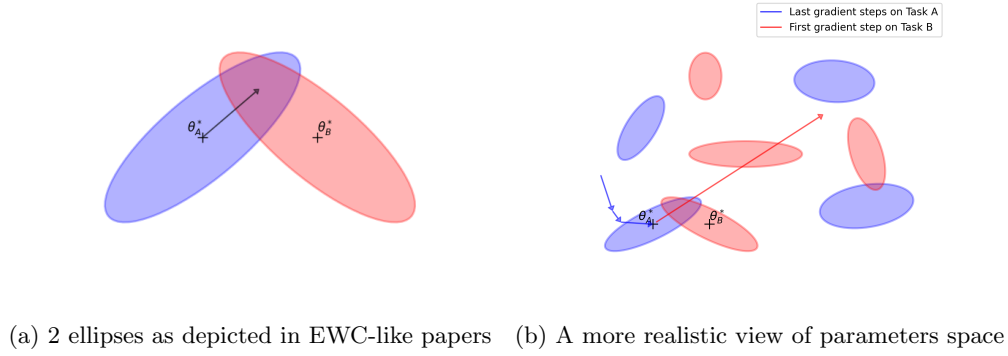 Last gradient steps on Task A
First gradient step on Task B
θ*A
θ*B
θ*A
θ*B
(a) 2 ellipses as depicted in EWC-like papers
(b) A more realistic view of parameters space